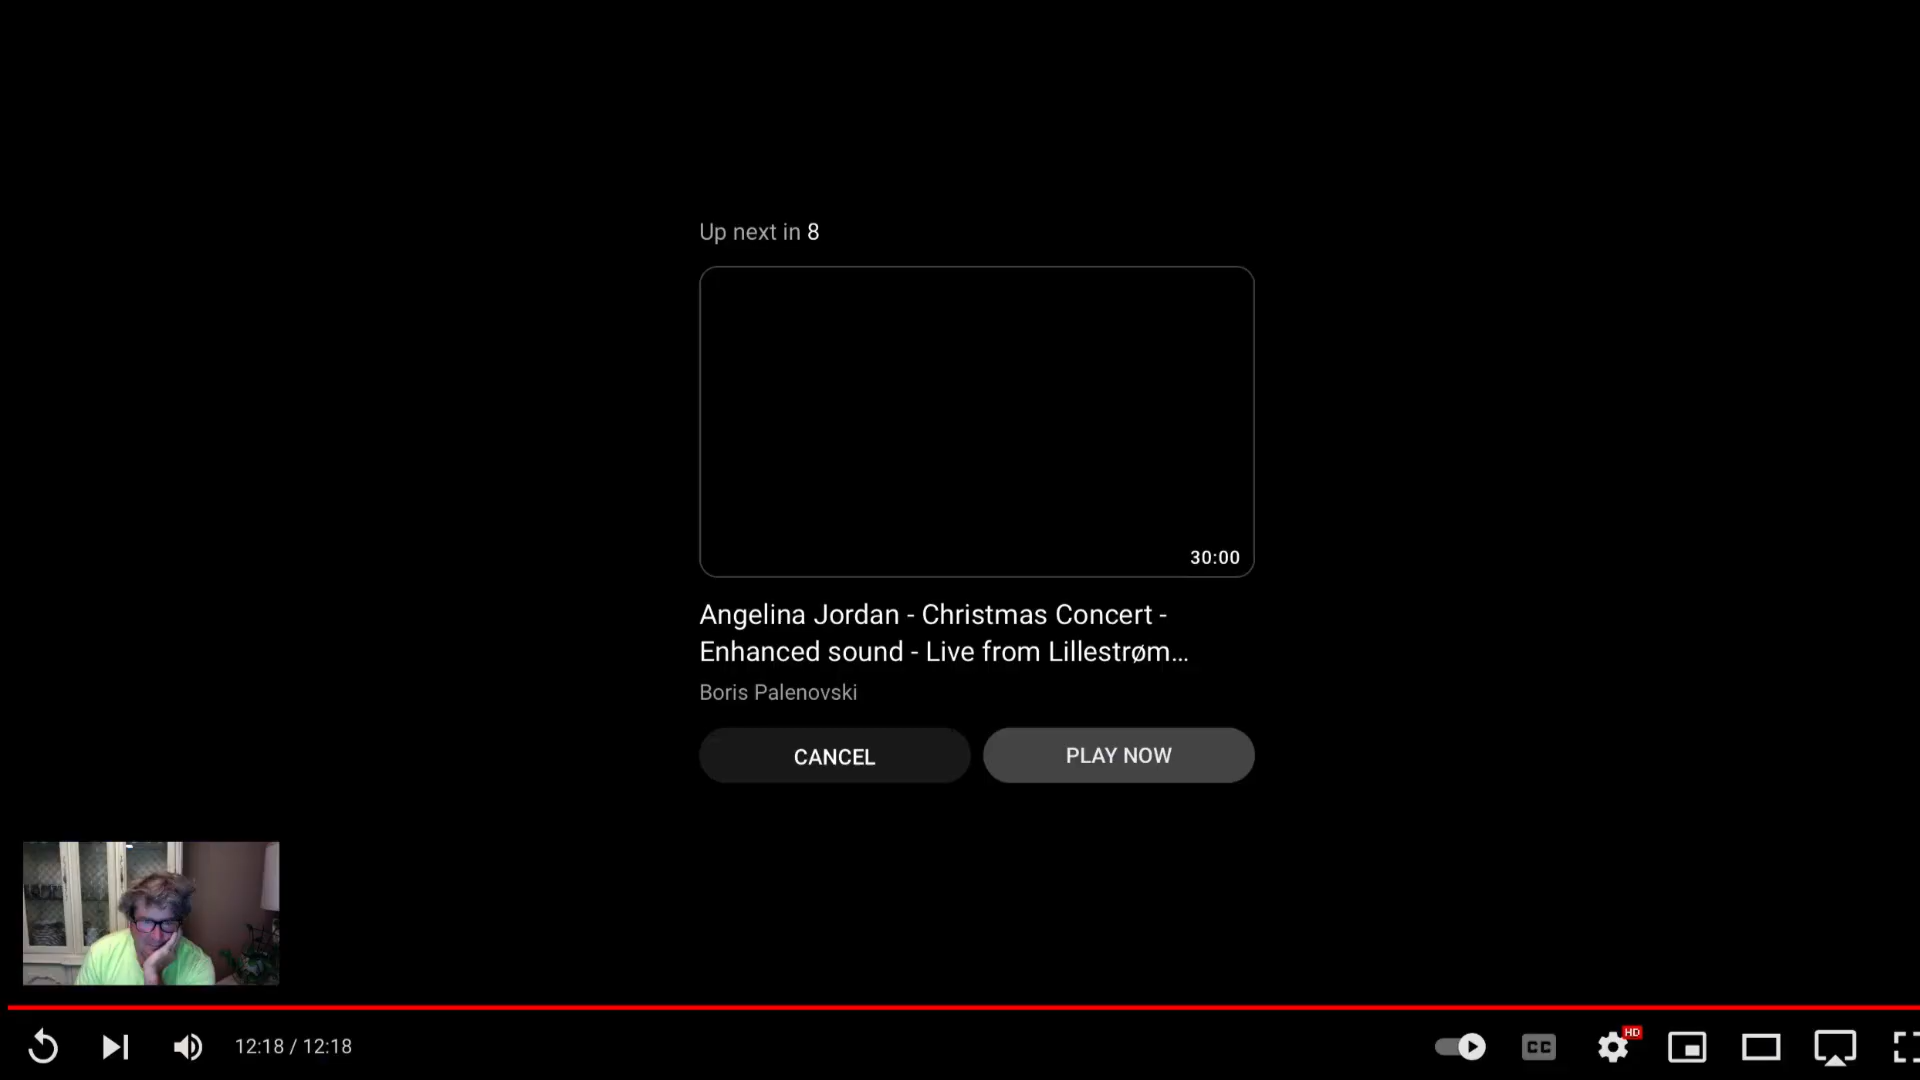 Up next in 8
30:00
Angelina Jordan - Christmas Concert -
Enhanced sound - Live from Lillestrøm...
Boris Palenovski
CANCEL
PLAY NOW
12:18 / 12:18
CC
HD